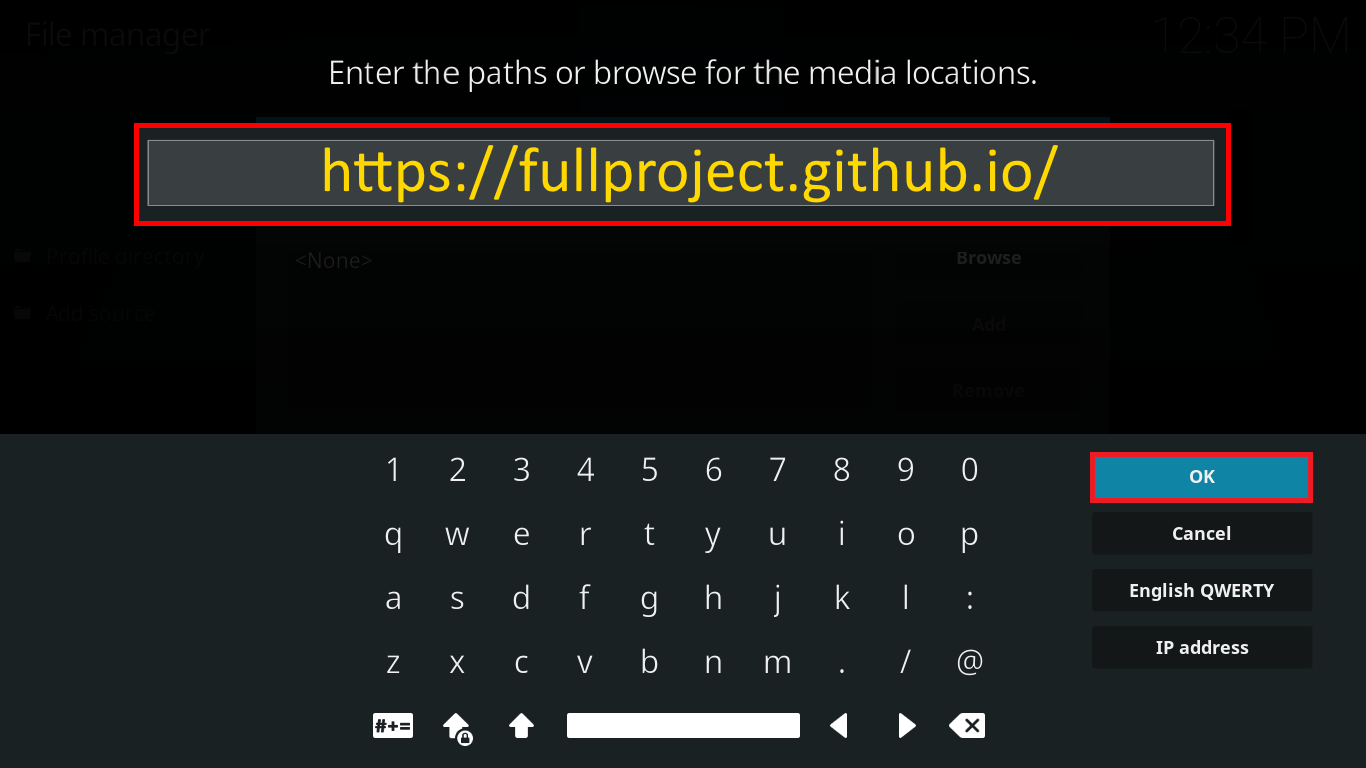 File manager
12:34 PM
Enter the paths or browse for the media locations.
https://fullproject.github.io/
Profile directory
<None>
Browse
Add source
Add
Remove
1 2 3 4 5 6 7 8 9 0
OK
q w e r t y u i o p
Cancel
a s d f g h j k l :
English QWERTY
z x c v b n m . / @
IP address
#+=